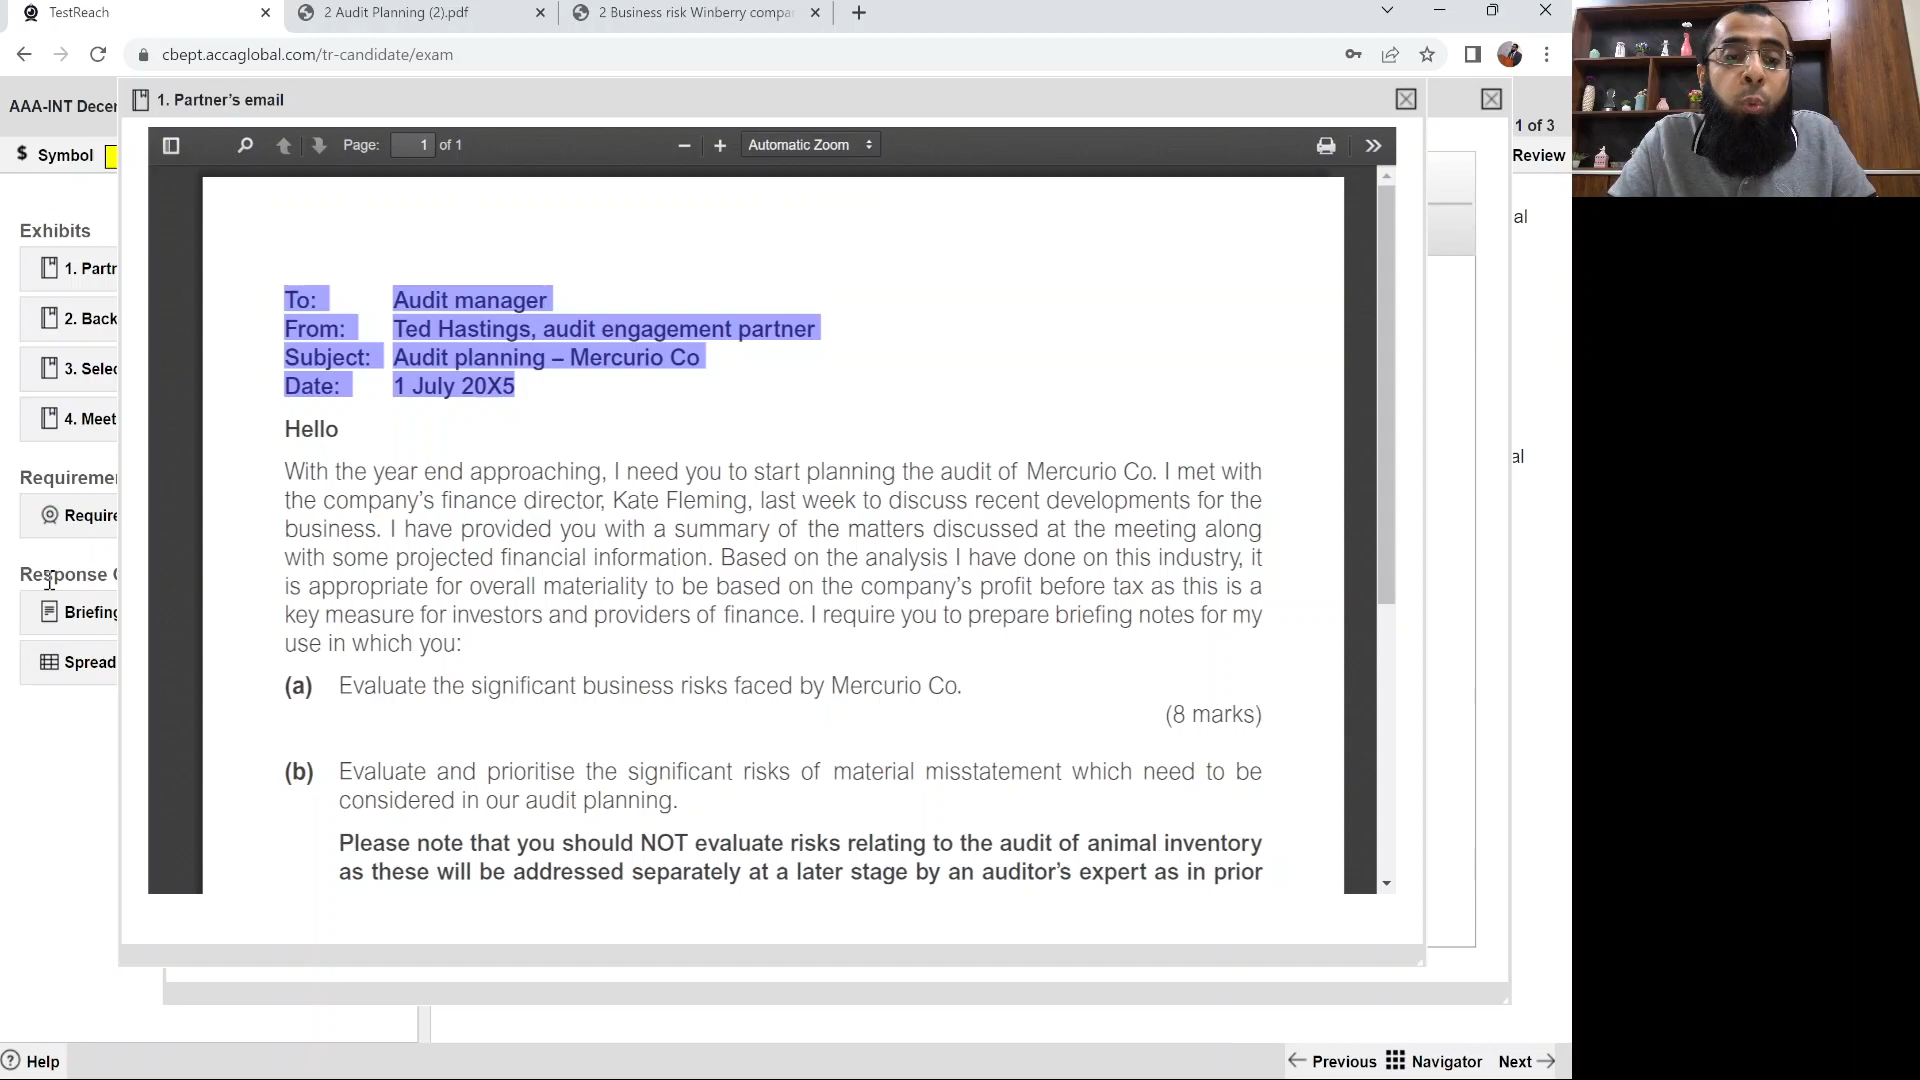 TestReach
2 Audit Planning (2).pdf
2 Business risk Winberry compa
cbept.accaglobal.com/tr-candidate/exam
AAA-INT Decem
1. Partner's email
1 of 3
$ Symbol
Page: 1 of 1
Automatic Zoom
Review
Exhibits
1. Partr
2. Back
3. Selec
4. Meet
Requireme
Require
Response C
Briefing
Spread
al
al
To: Audit manager
From: Ted Hastings, audit engagement partner
Subject: Audit planning – Mercurio Co
Date: 1 July 20X5
Hello
With the year end approaching, I need you to start planning the audit of Mercurio Co. I met with
the company's finance director, Kate Fleming, last week to discuss recent developments for the
business. I have provided you with a summary of the matters discussed at the meeting along
with some projected financial information. Based on the analysis I have done on this industry, it
is appropriate for overall materiality to be based on the company's profit before tax as this is a
key measure for investors and providers of finance. I require you to prepare briefing notes for my
use in which you:
(a) Evaluate the significant business risks faced by Mercurio Co.
(8 marks)
(b) Evaluate and prioritise the significant risks of material misstatement which need to be
considered in our audit planning.
Please note that you should NOT evaluate risks relating to the audit of animal inventory
as these will be addressed separately at a later stage by an auditor's expert as in prior
Help
Previous
Navigator
Next